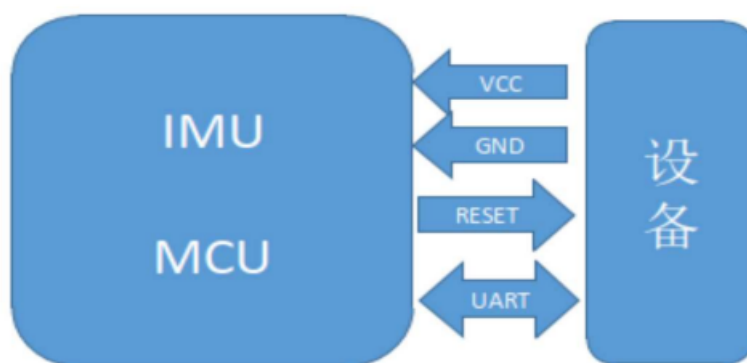 IMU
MCU
VCC
GND
RESET
UART
设
备